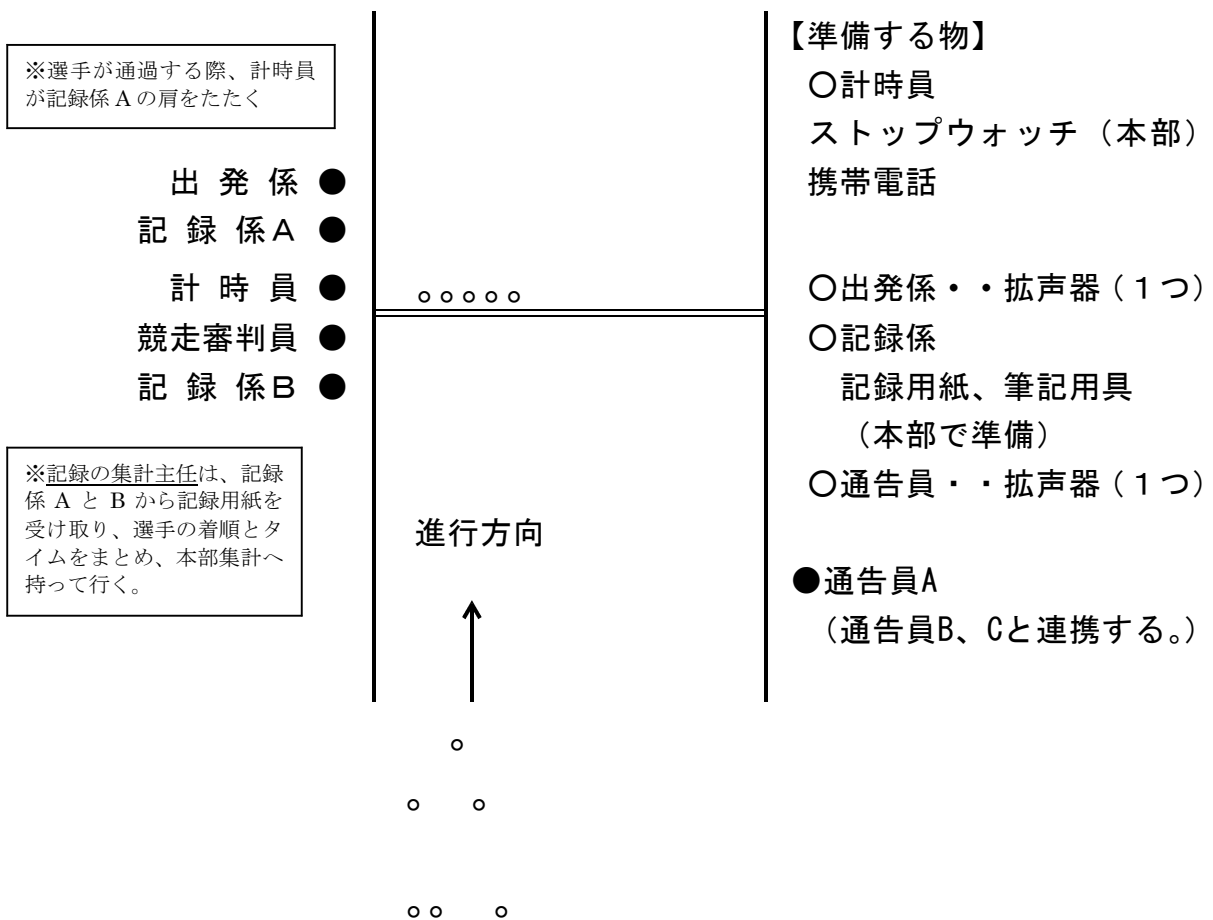 ※選手が通過する際、計時員
が記録係 A の肩をたたく
出 発 係 ●
記 録 係A ●
計 時 員 ●
競走審判員 ●
記 録 係B ●
※記録の集計主任は、記録
係 A と B から記録用紙を
受け取り、選手の着順とタ
イムをまとめ、本部集計へ
持って行く。
進行方向
【準備する物】
○計時員
ストップウォッチ（本部）
携帯電話
○出発係・・拡声器（１つ）
○記録係
記録用紙、筆記用具
（本部で準備）
○通告員・・拡声器（１つ）
●通告員A
（通告員B、Cと連携する。）